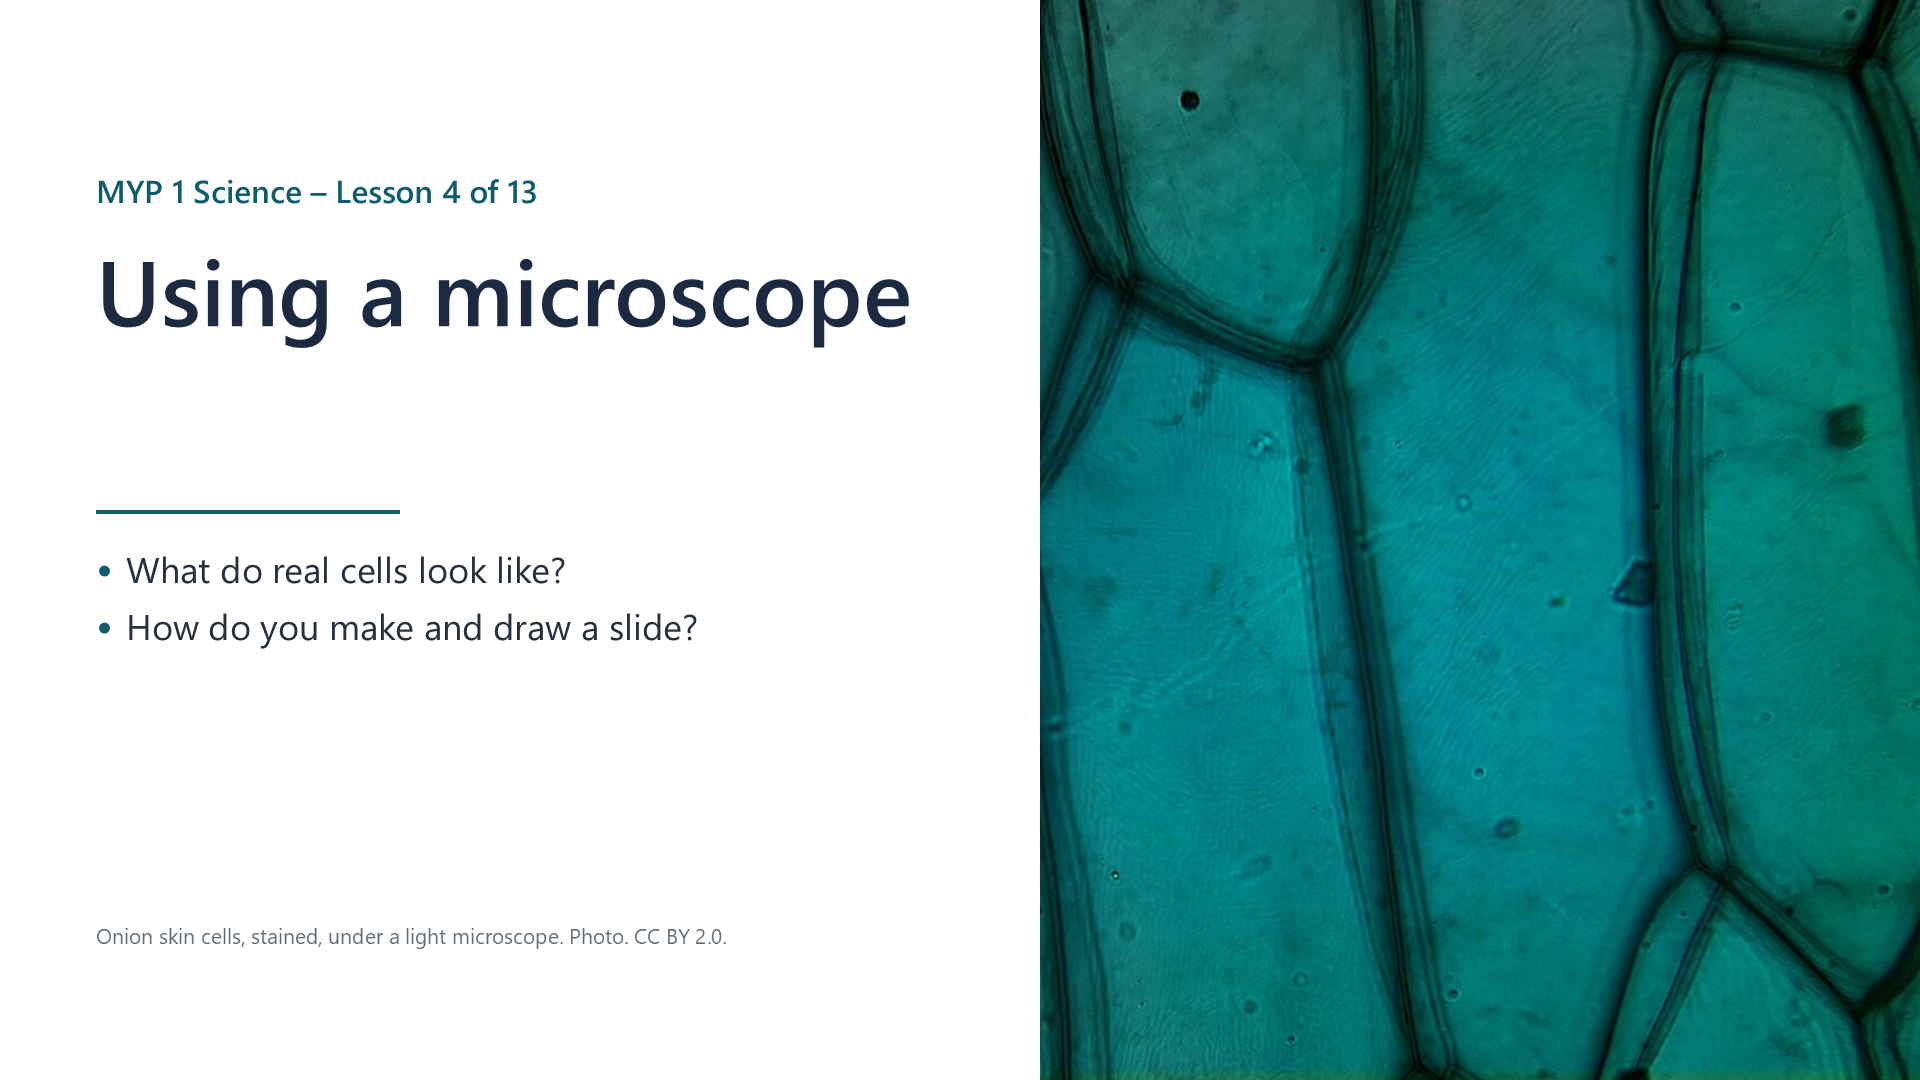 MYP 1 Science – Lesson 4 of 13
Using a microscope
• What do real cells look like?
• How do you make and draw a slide?
Onion skin cells, stained, under a light microscope. Photo. CC BY 2.0.